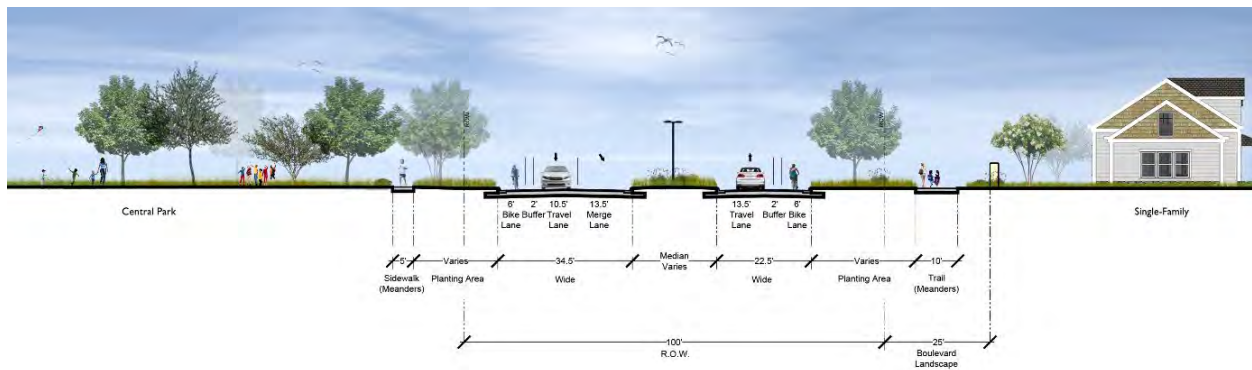 ROW
ROW
6' 2' 10.5' 13.5'
Bike Buffer Travel Merge
Lane Lane Lane
13.5' 2' 6'
Travel Buffer Bike
Lane Lane
Central Park
Single-Family
5'
Sidewalk
(Meanders)
Varies
Planting Area
34.5'
Wide
Median
Varies
22.5'
Wide
Varies
Planting Area
10'
Trail
(Meanders)
100'
R.O.W.
25'
Boulevard
Landscape